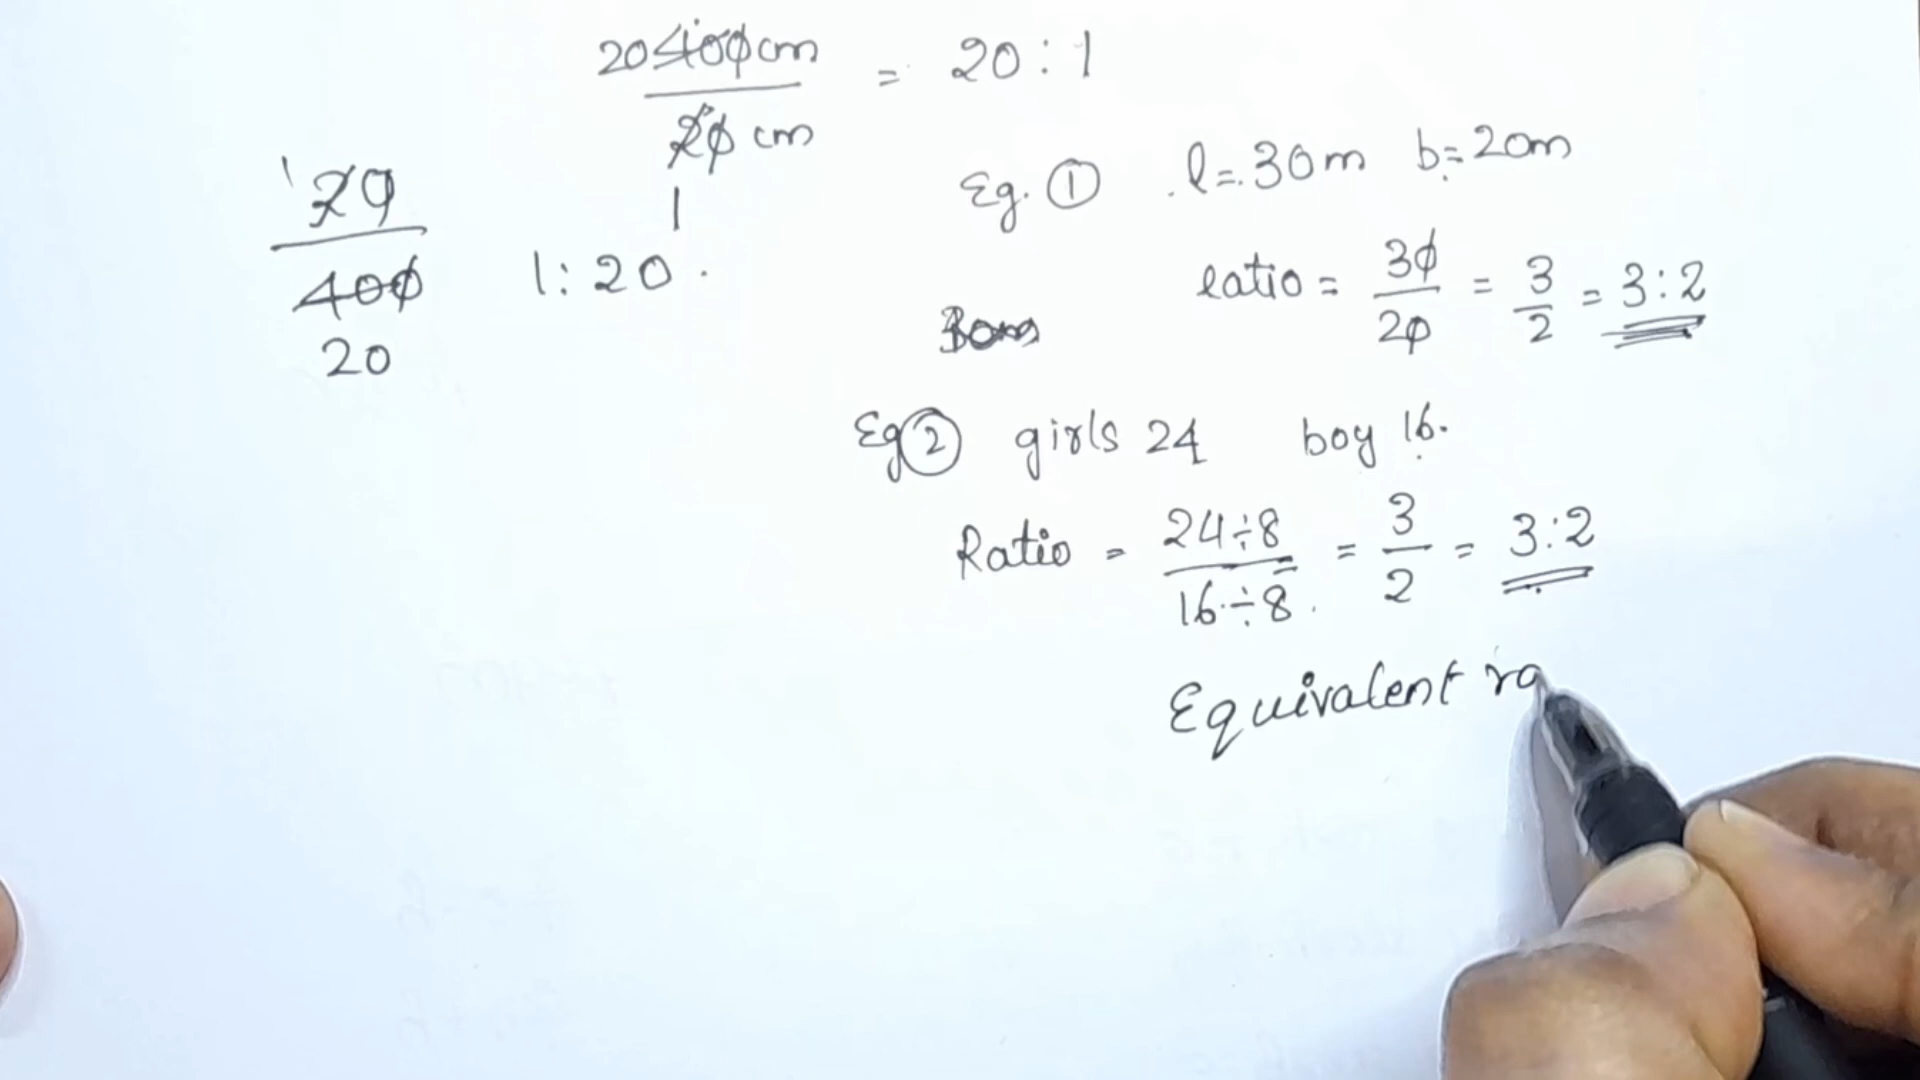 20 400 cm
20 cm = 20 : 1
1
1 20
400
20
1 : 20 .
Eg. ① l = 30 m b = 20m
ratio = 30/20 = 3/2 = 3 : 2
Eg ② girls 24 boy 16.
Ratio = 24÷8/16÷8 = 3/2 = 3:2
Equivalent ra